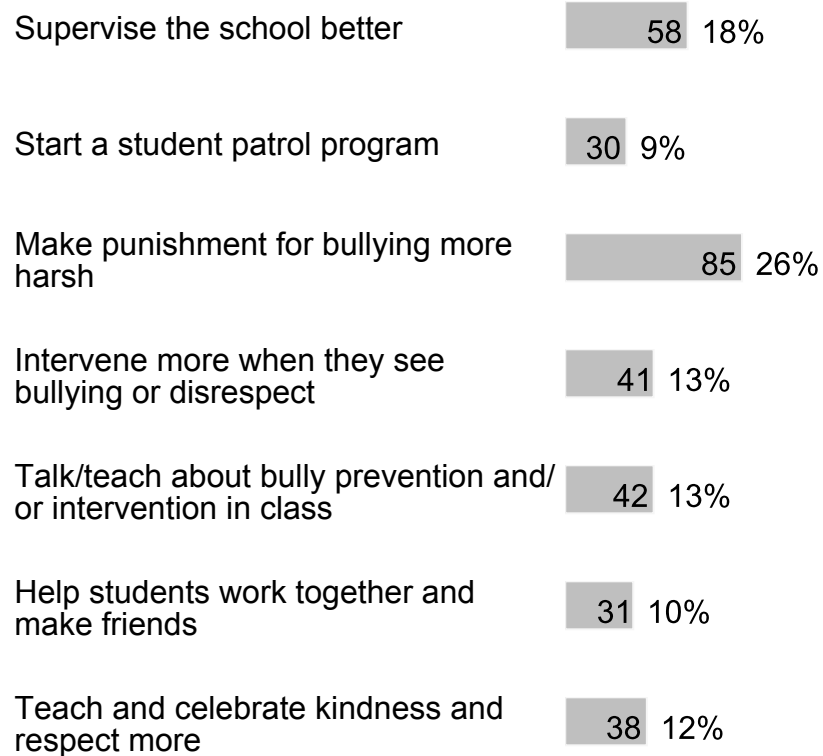 Supervise the school better 58 18%
Start a student patrol program 30 9%
Make punishment for bullying more
harsh 85 26%
Intervene more when they see
bullying or disrespect 41 13%
Talk/teach about bully prevention and/
or intervention in class 42 13%
Help students work together and
make friends 31 10%
Teach and celebrate kindness and
respect more 38 12%